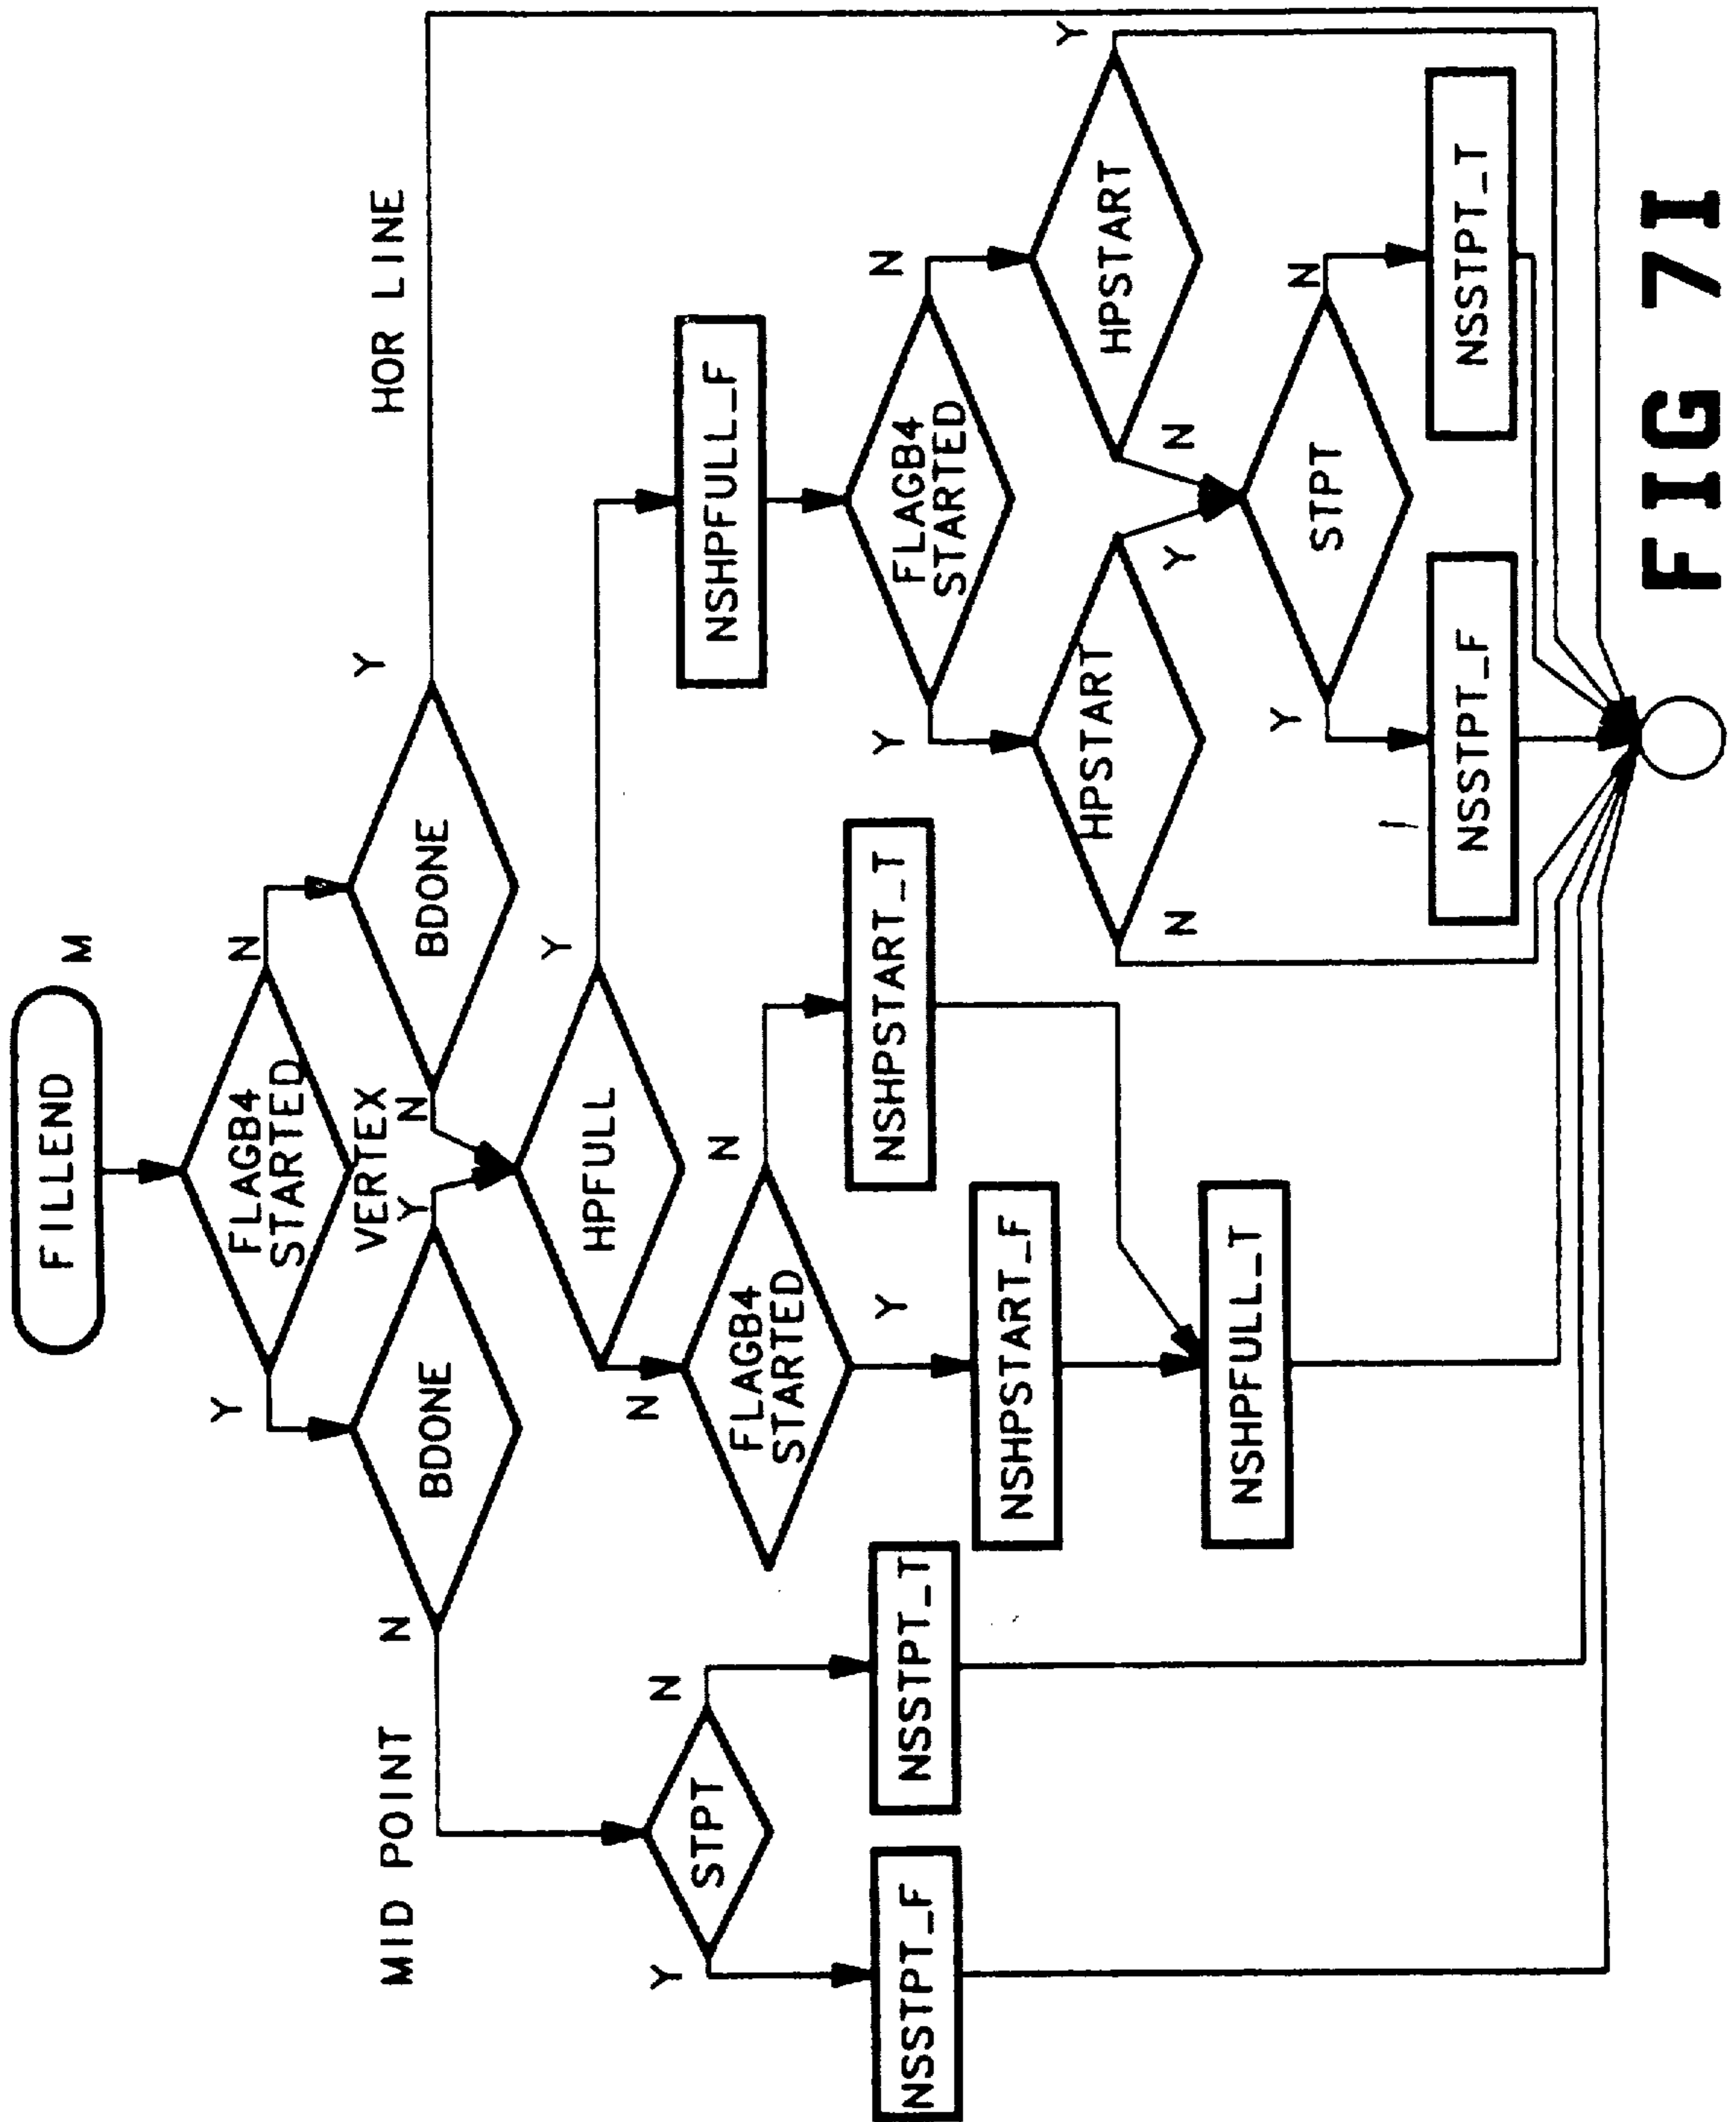 FILLEND
M
Y
FLAGB4
STARTED
N
MID POINT
N
VERTEX
Y
N
Y
HOR LINE
BDONE
BDONE
Y
HPFULL
N
Y
STPT
N
N
NSHPFULL_F
FLAGB4
STARTED
Y
Y
N
NSSTPT_F
NSSTPT_T
NSHPSTART_T
FLAGB4
STARTED
NSHPSTART_F
Y
HPSTART
HPSTART
N
Y
N
NSHPFULL_T
Y
STPT
N
NSSTPT_F
NSSTPT_T
FIG 7I